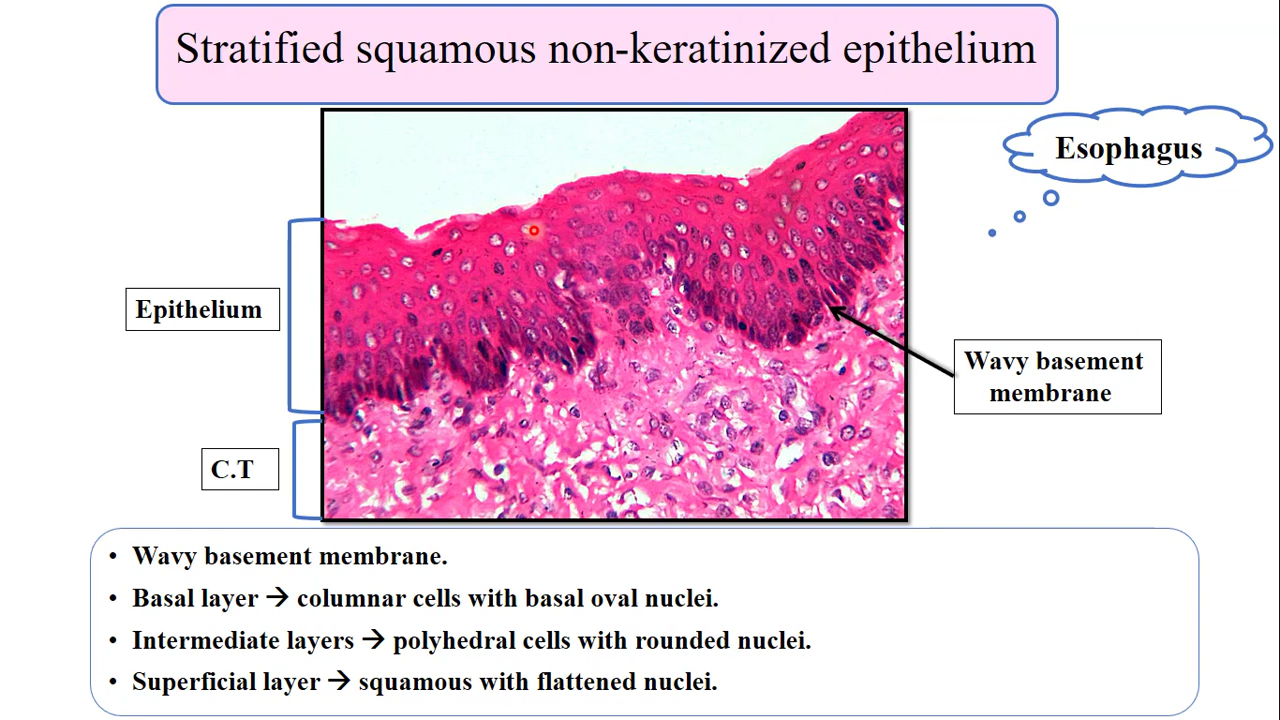 Stratified squamous non-keratinized epithelium
Esophagus
Epithelium
Wavy basement
membrane
C.T
• Wavy basement membrane.
• Basal layer → columnar cells with basal oval nuclei.
• Intermediate layers → polyhedral cells with rounded nuclei.
• Superficial layer → squamous with flattened nuclei.